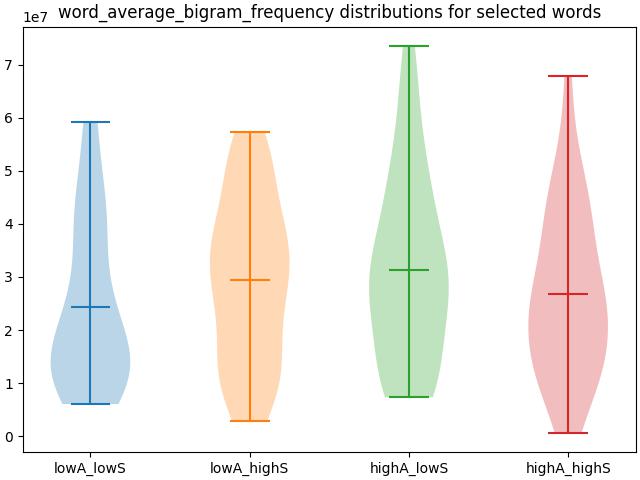 word_average_bigram_frequency distributions for selected words
1e7
7
6
5
4
3
2
1
0
lowA_lowS lowA_highS highA_lowS highA_highS